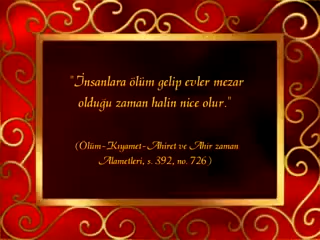 "İnsanlara ölüm gelip evler mezar
olduğu zaman halin nice olur."
(Ölüm-Kıyamet-Ahiret ve Ahir zaman
Alametleri, s. 392, no. 726)